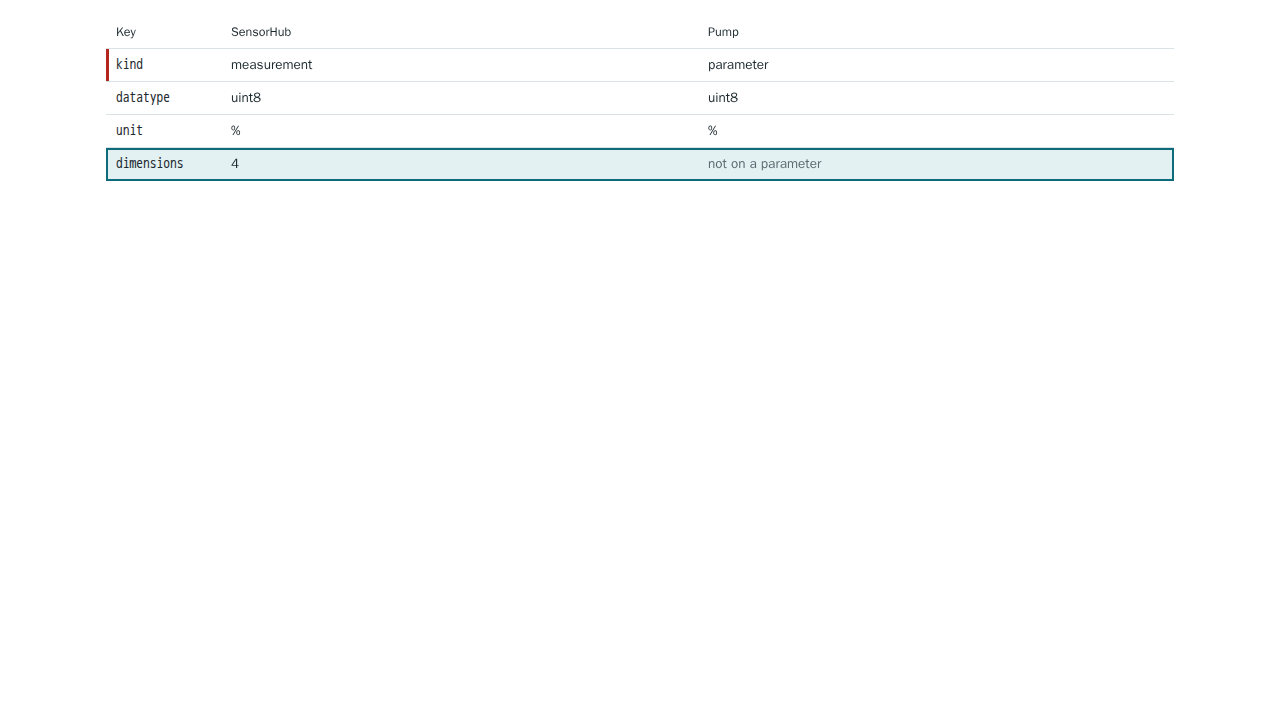 Key SensorHub Pump
kind measurement parameter
datatype uint8 uint8
unit % %
dimensions 4 not on a parameter